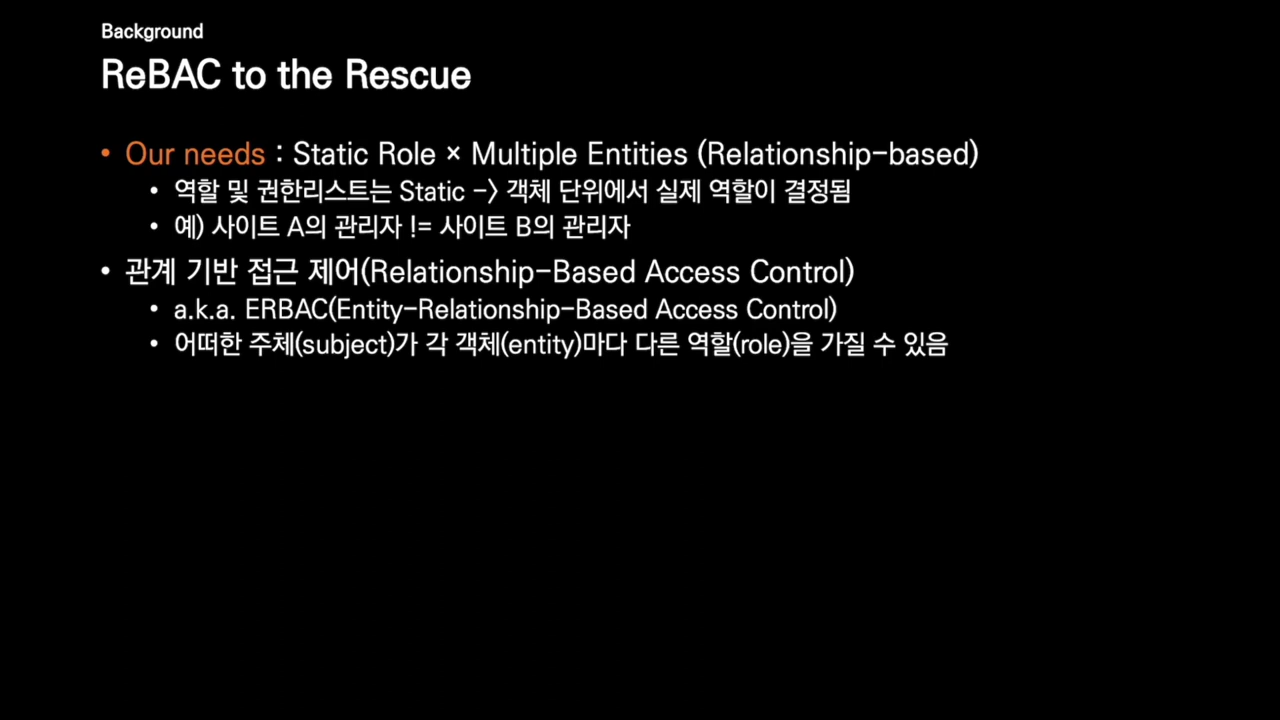 Background
ReBAC to the Rescue
• Our needs : Static Role × Multiple Entities (Relationship-based)
• 역할 및 권한리스트는 Static -> 객체 단위에서 실제 역할이 결정됨
• 예) 사이트 A의 관리자 != 사이트 B의 관리자
• 관계 기반 접근 제어(Relationship-Based Access Control)
• a.k.a. ERBAC(Entity-Relationship-Based Access Control)
• 어떠한 주체(subject)가 각 객체(entity)마다 다른 역할(role)을 가질 수 있음